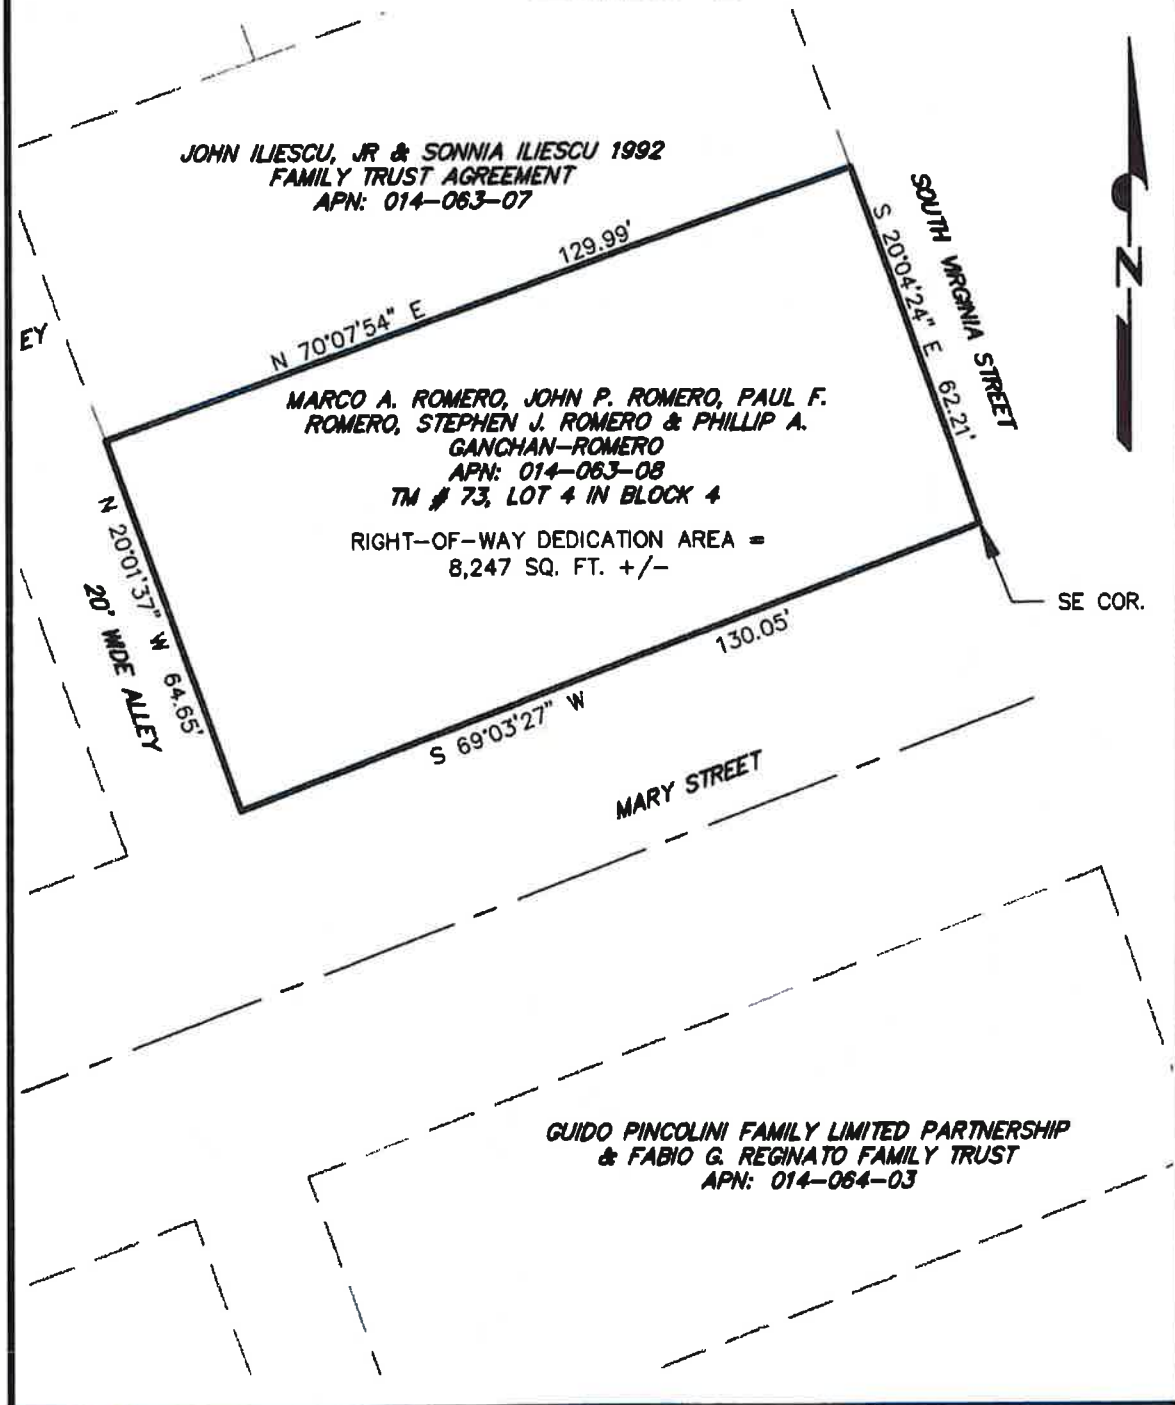 JOHN ILIESCU, JR & SONNIA ILIESCU 1992
FAMILY TRUST AGREEMENT
APN: 014-063-07
SOUTH VIRGINIA STREET
S 20°04'24" E 62.21'
129.99'
N 70°07'54" E
EY
N
MARCO A. ROMERO, JOHN P. ROMERO, PAUL F.
ROMERO, STEPHEN J. ROMERO & PHILLIP A.
GANCHAN-ROMERO
APN: 014-063-08
TM # 73, LOT 4 IN BLOCK 4
RIGHT-OF-WAY DEDICATION AREA =
8,247 SQ. FT. +/-
N 20°01'37" W 64.65'
20' WIDE ALLEY
SE COR.
130.05'
S 69°03'27" W
MARY STREET
GUIDO PINCOLINI FAMILY LIMITED PARTNERSHIP
& FABIO G. REGINATO FAMILY TRUST
APN: 014-064-03